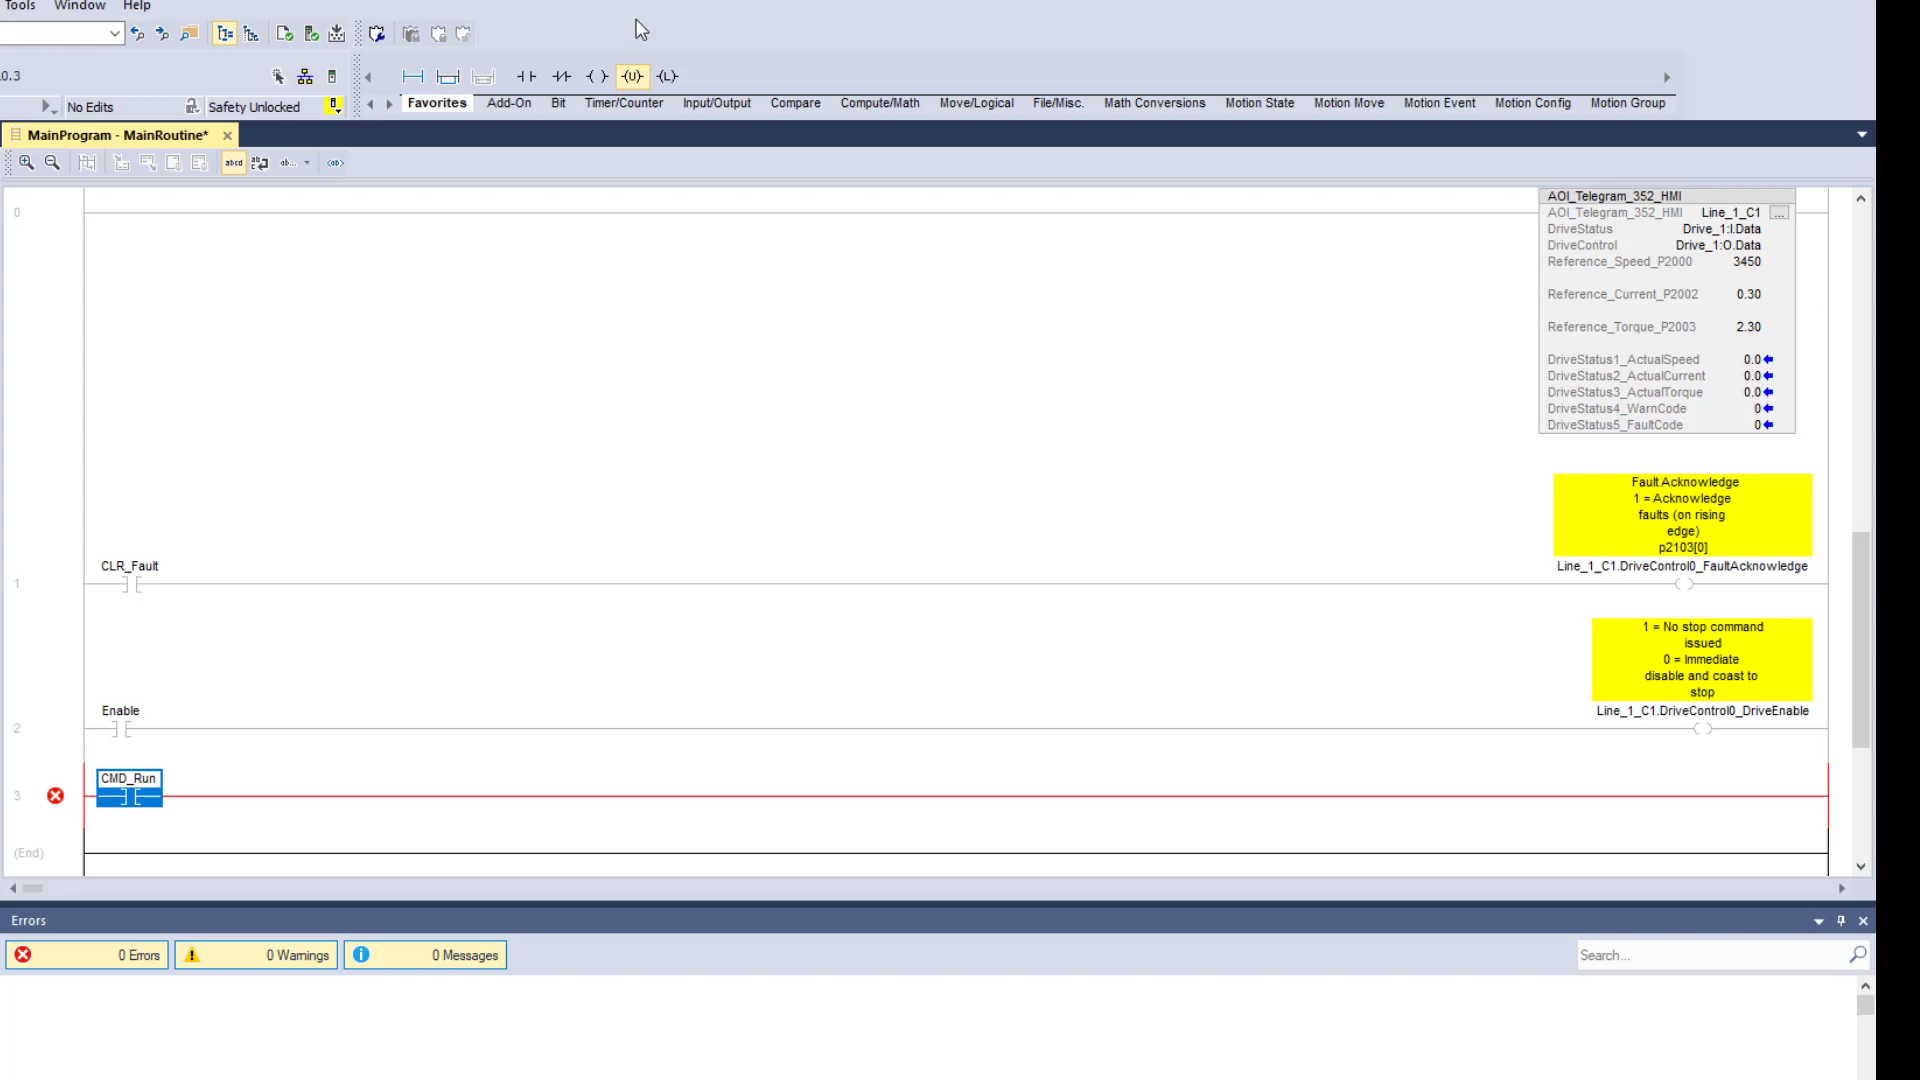 Tools Window Help
.0.3
(U) (L)
No Edits Safety Unlocked
Favorites Add-On Bit Timer/Counter Input/Output Compare Compute/Math Move/Logical File/Misc. Math Conversions Motion State Motion Move Motion Event Motion Config Motion Group
MainProgram - MainRoutine*
abcd ab c ab... <ab>
0
AOI_Telegram_352_HMI
AOI_Telegram_352_HMI Line_1_C1 ...
DriveStatus Drive_1:I.Data
DriveControl Drive_1:O.Data
Reference_Speed_P2000 3450
Reference_Current_P2002 0.30
Reference_Torque_P2003 2.30
DriveStatus1_ActualSpeed 0.0
DriveStatus2_ActualCurrent 0.0
DriveStatus3_ActualTorque 0.0
DriveStatus4_WarnCode 0
DriveStatus5_FaultCode 0
Fault Acknowledge
1 = Acknowledge
faults (on rising
edge)
p2103[0]
CLR_Fault Line_1_C1.DriveControl0_FaultAcknowledge
1
1 = No stop command
issued
0 = Immediate
disable and coast to
stop
Enable Line_1_C1.DriveControl0_DriveEnable
2
CMD_Run
3
(End)
Errors
0 Errors 0 Warnings 0 Messages Search...